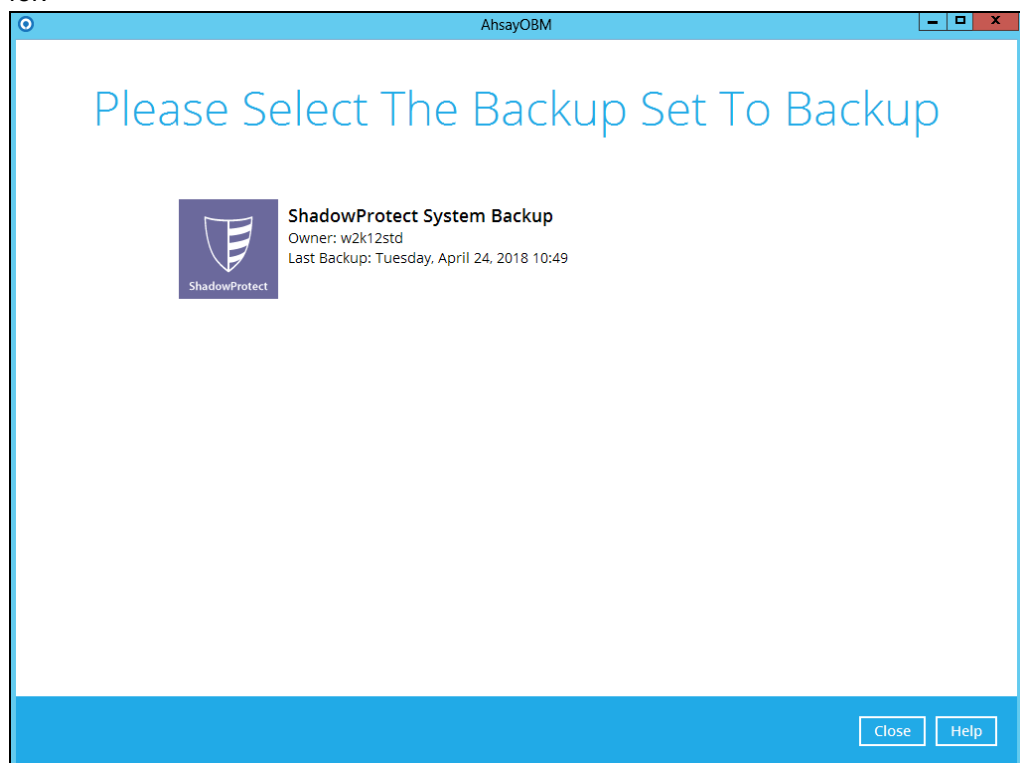 AhsayOBM
Please Select The Backup Set To Backup
ShadowProtect System Backup
Owner: w2k12std
Last Backup: Tuesday, April 24, 2018 10:49
ShadowProtect
Close Help